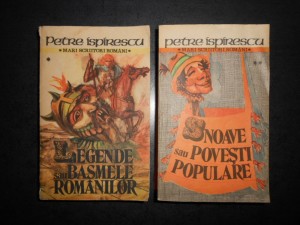 Petre Ispirescu
MARI SCRIITORI ROMÂNI
*
LEGENDE
sau BASMELE
ROMÂNILOR
Petre Ispirescu
MARI SCRIITORI ROMÂNI
**
SNOAVE
sau POVEȘTI
POPULARE